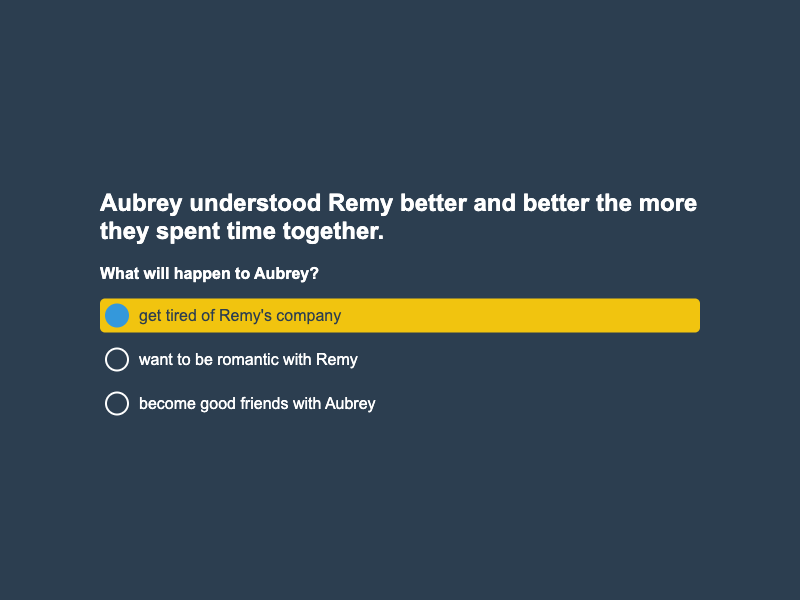 Aubrey understood Remy better and better the more
they spent time together.
What will happen to Aubrey?
get tired of Remy's company
want to be romantic with Remy
become good friends with Aubrey